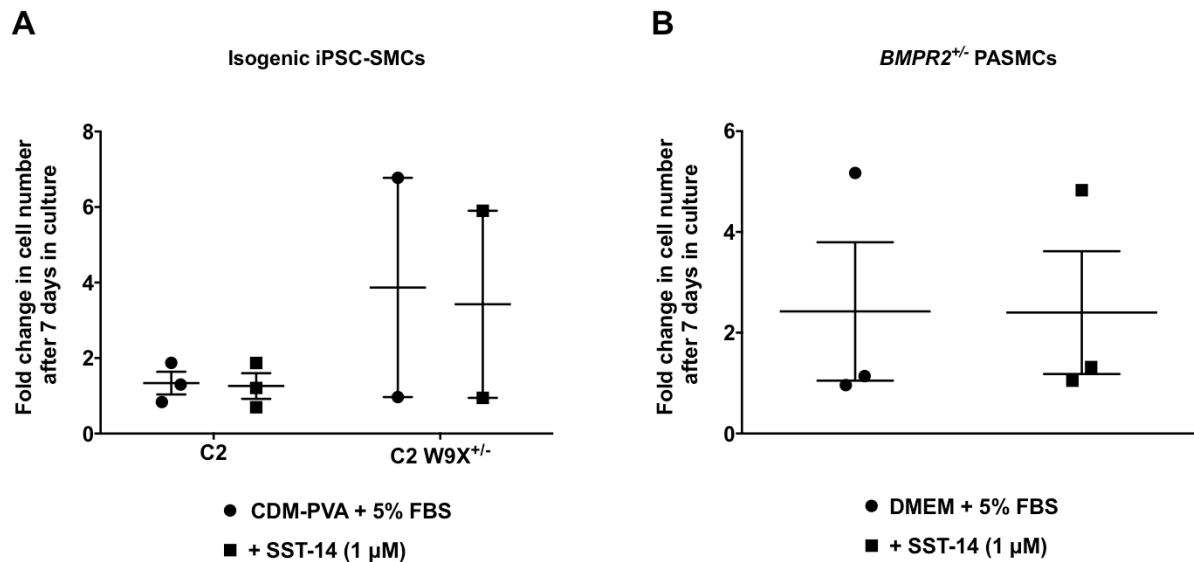 A
Isogenic iPSC-SMCs
Fold change in cell number
after 7 days in culture
8
6
4
2
0
C2
C2 W9X+/-
CDM-PVA + 5% FBS
+ SST-14 (1 µM)
B
BMPR2+/- PASMCs
Fold change in cell number
after 7 days in culture
6
4
2
0
DMEM + 5% FBS
+ SST-14 (1 µM)